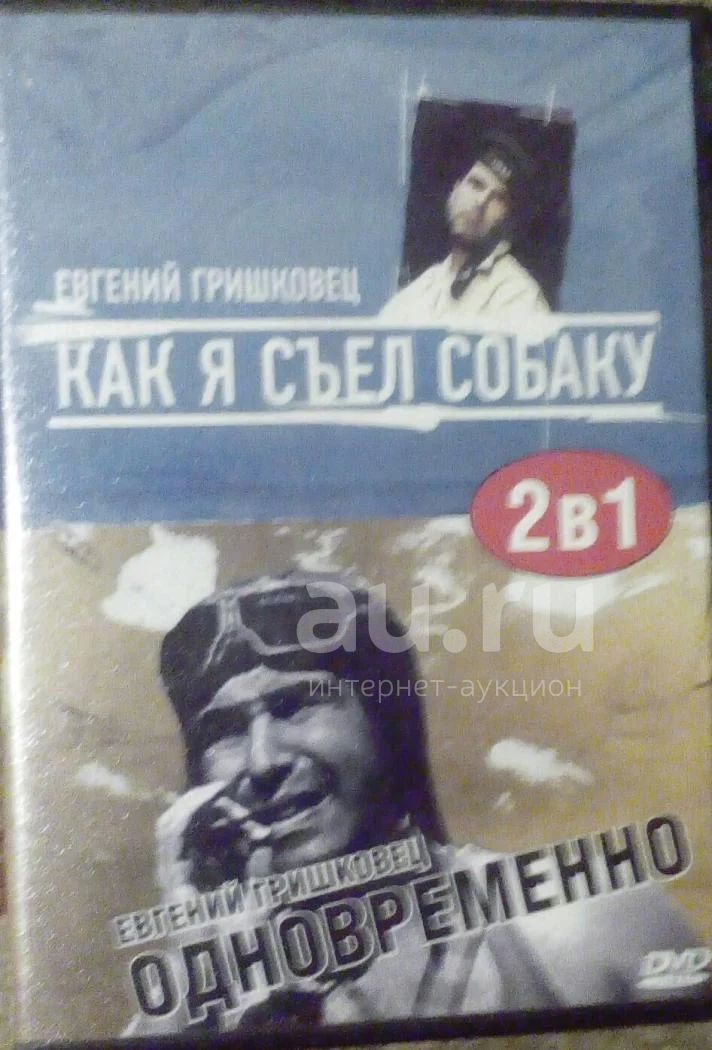 ЕВГЕНИЙ ГРИШКОВЕЦ
КАК Я СЪЕЛ СОБАКУ
2в1
au.ru
интернет-аукцион
ЕВГЕНИЙ ГРИШКОВЕЦ
ОДНОВРЕМЕННО
DVD